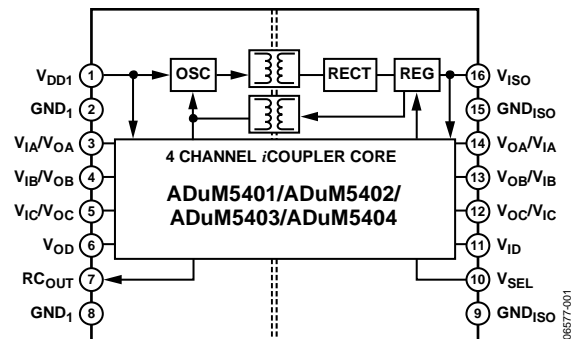 OSC
RECT
REG
V_DD1 1
16 V_ISO
GND_1 2
15 GND_ISO
V_IA/V_OA 3
14 V_OA/V_IA
4 CHANNEL iCOUPLER CORE
V_IB/V_OB 4
13 V_OB/V_IB
ADuM5401/ADuM5402/
ADuM5403/ADuM5404
V_IC/V_OC 5
12 V_OC/V_IC
V_OD 6
11 V_ID
RC_OUT 7
10 V_SEL
GND_1 8
9 GND_ISO
06577-001